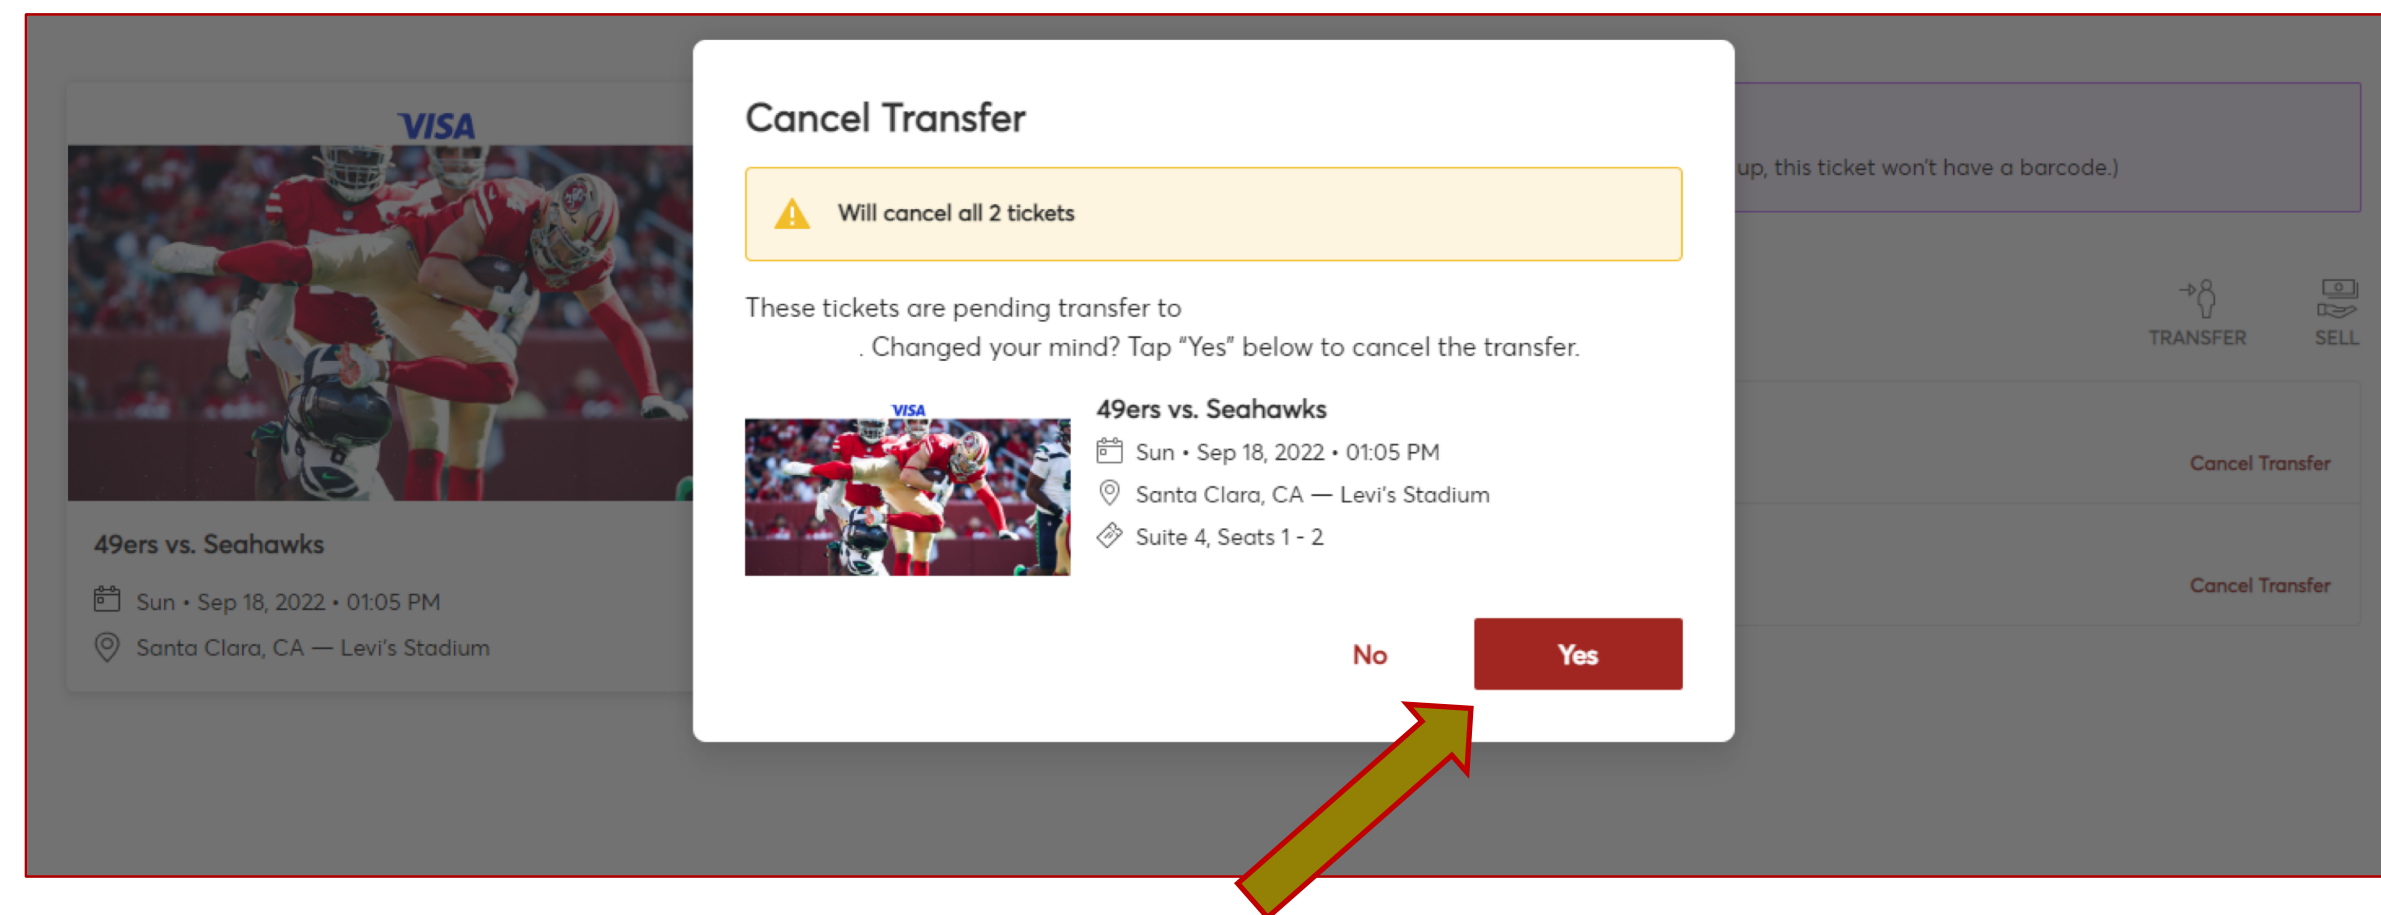 VISA
49ers vs. Seahawks
Sun • Sep 18, 2022 • 01:05 PM
Santa Clara, CA — Levi's Stadium
Cancel Transfer
Will cancel all 2 tickets
These tickets are pending transfer to
. Changed your mind? Tap "Yes" below to cancel the transfer.
VISA
49ers vs. Seahawks
Sun • Sep 18, 2022 • 01:05 PM
Santa Clara, CA — Levi's Stadium
Suite 4, Seats 1 - 2
No
Yes
up, this ticket won't have a barcode.)
TRANSFER
SELL
Cancel Transfer
Cancel Transfer